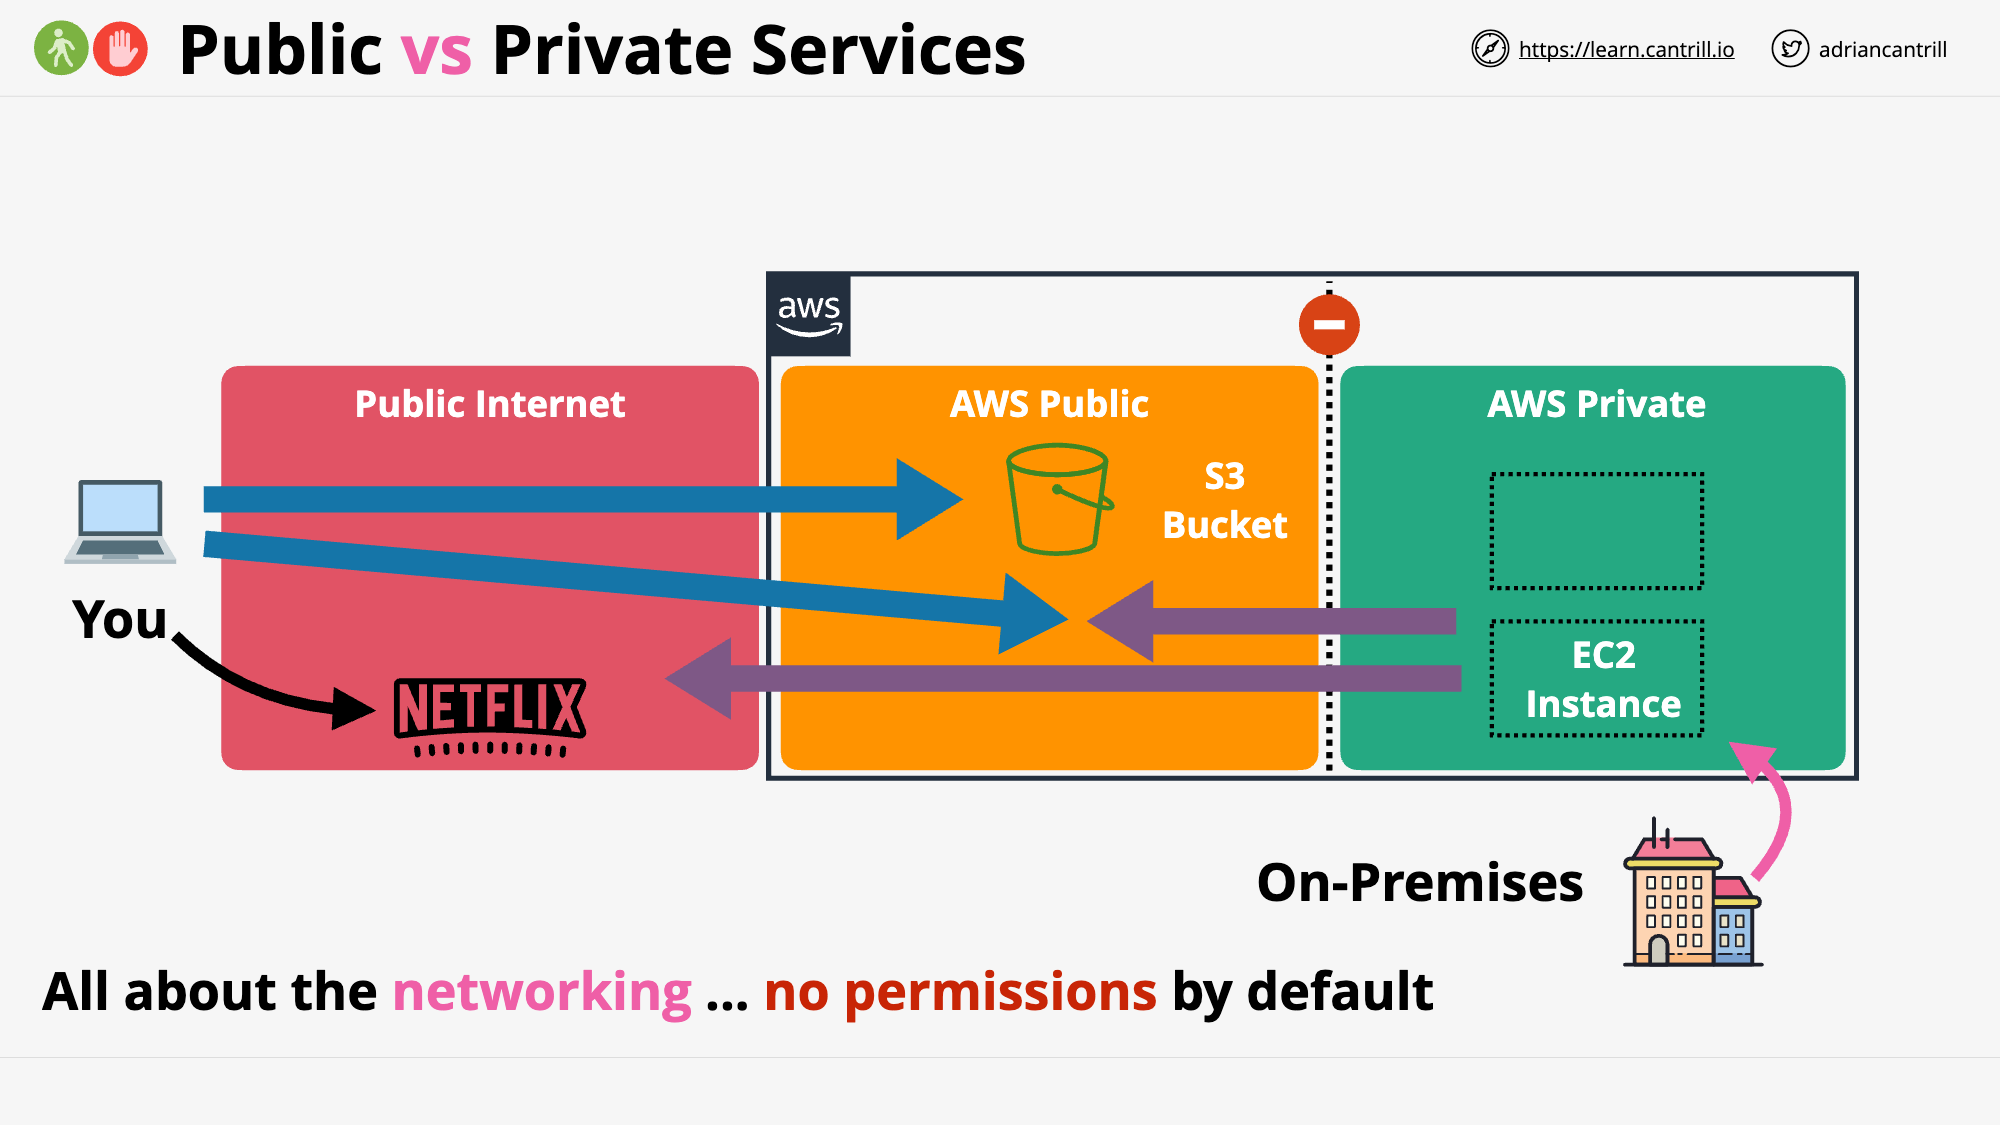 Public vs Private Services
https://learn.cantrill.io
adriancantrill
aws
Public Internet
AWS Public
AWS Private
S3
Bucket
You
NETFLIX
EC2
Instance
On-Premises
All about the networking ... no permissions by default